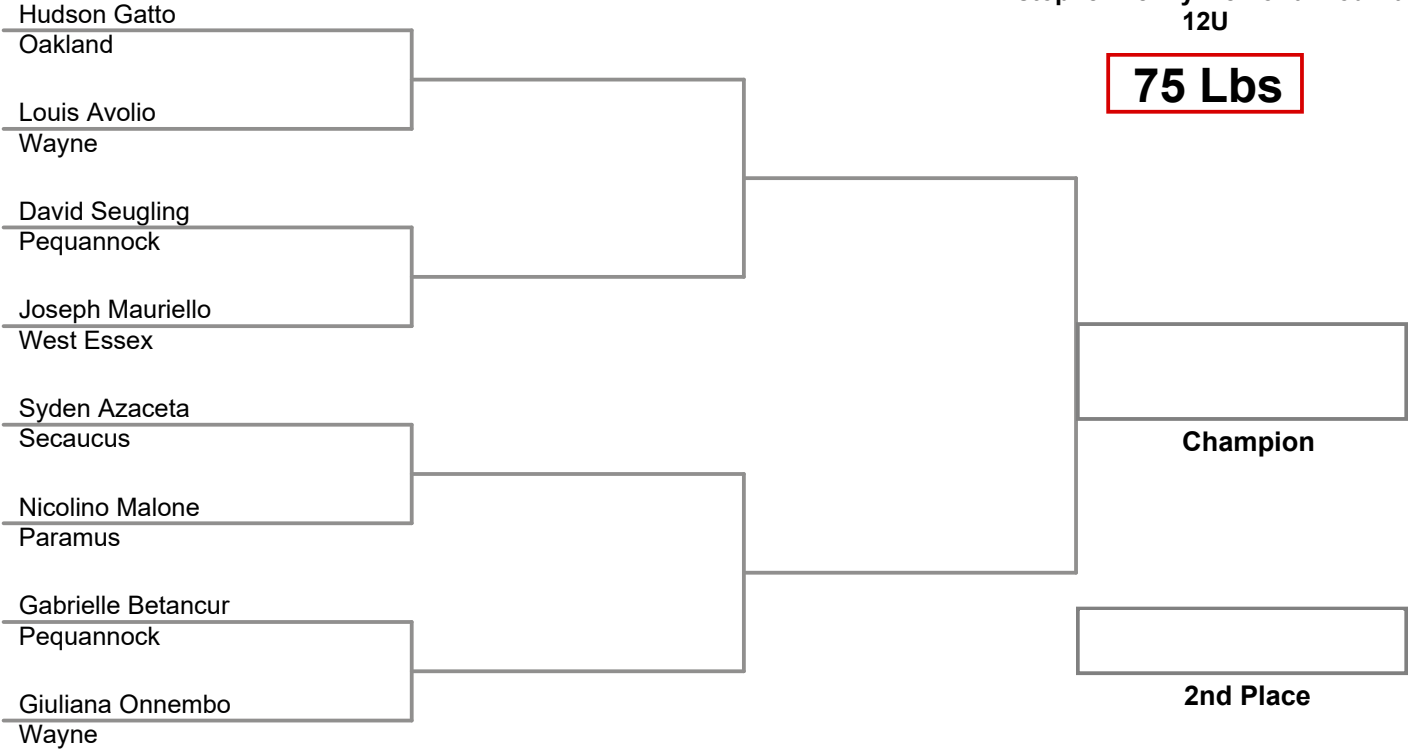 Hudson Gatto
Oakland
12U
75 Lbs
Louis Avolio
Wayne
David Seugling
Pequannock
Joseph Mauriello
West Essex
Syden Azaceta
Secaucus
Champion
Nicolino Malone
Paramus
Gabrielle Betancur
Pequannock
2nd Place
Giuliana Onnembo
Wayne